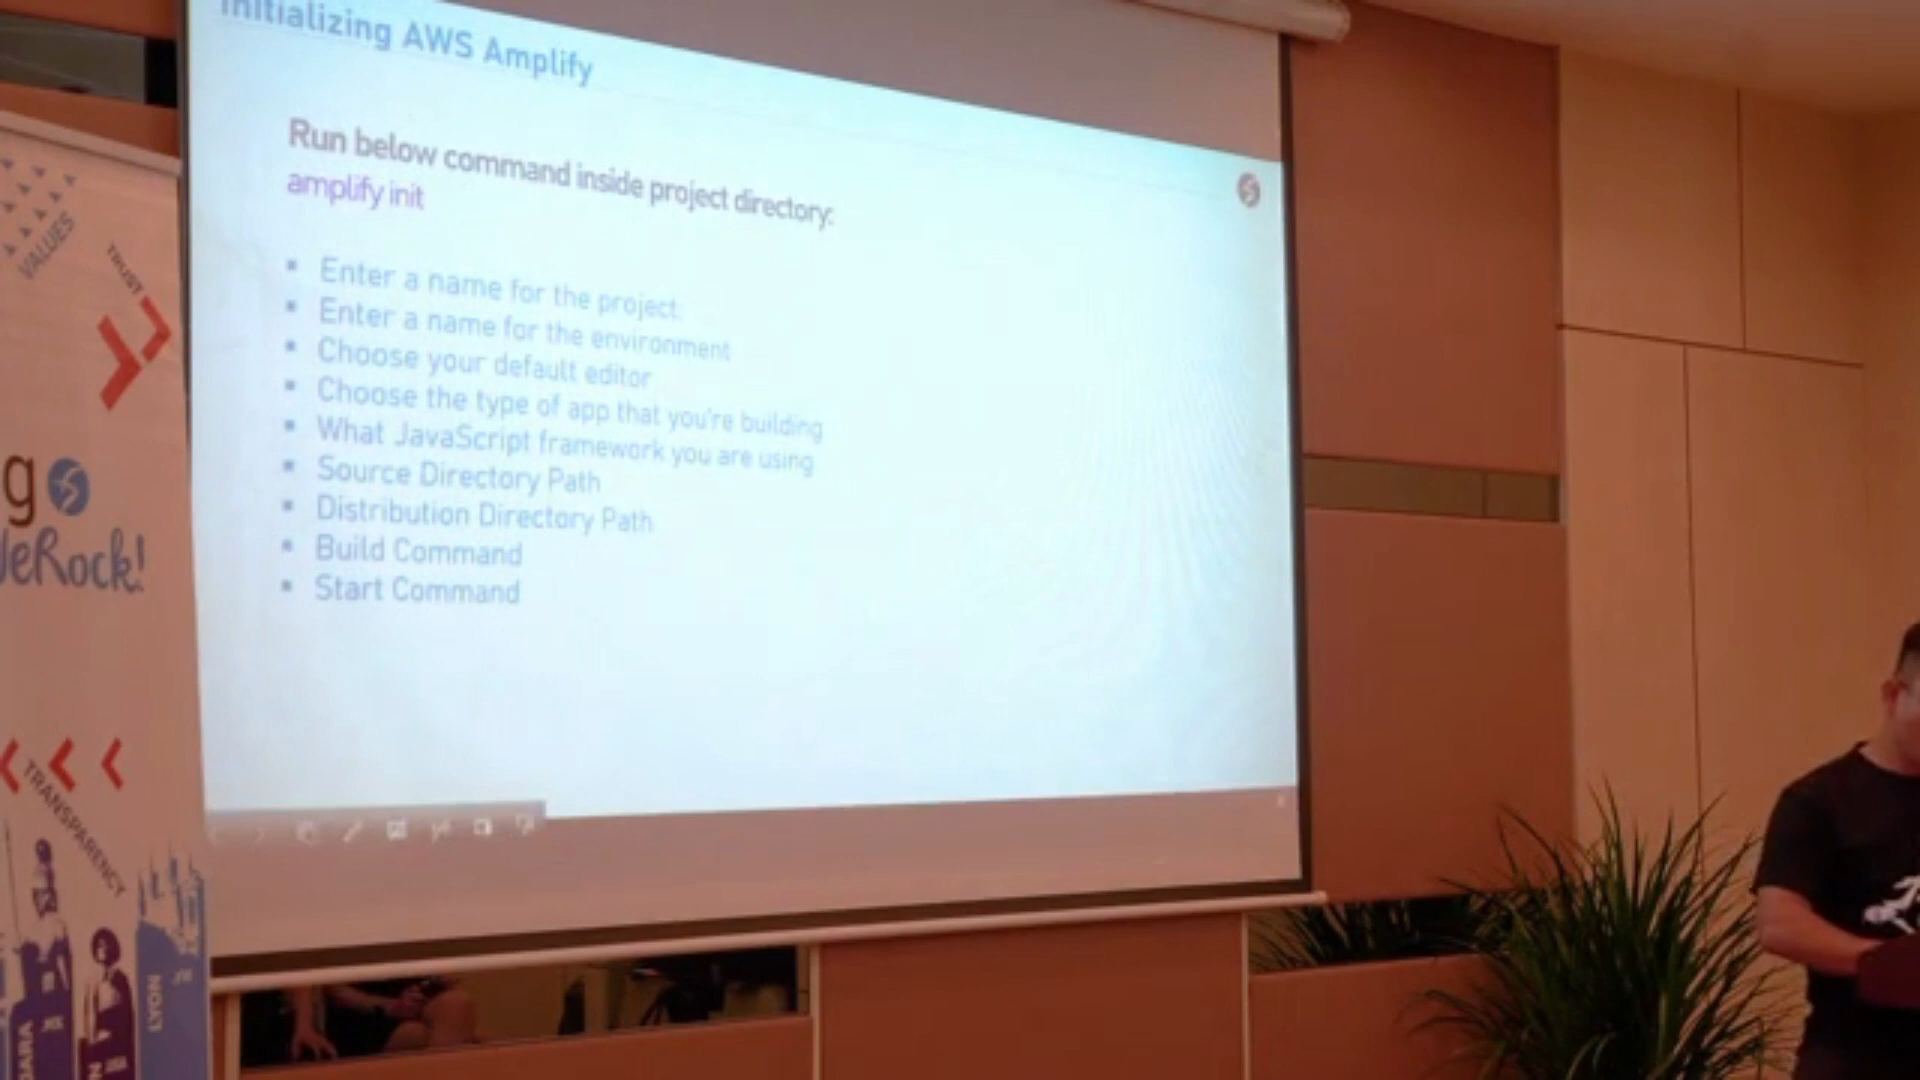 Initializing AWS Amplify
Run below command inside project directory:
amplify init
▪ Enter a name for the project:
▪ Enter a name for the environment
▪ Choose your default editor
▪ Choose the type of app that you're building
▪ What JavaScript framework you are using
▪ Source Directory Path
▪ Distribution Directory Path
▪ Build Command
▪ Start Command
VALUES
TRUST
g
WeRock!
TRANSPARENCY
LYON